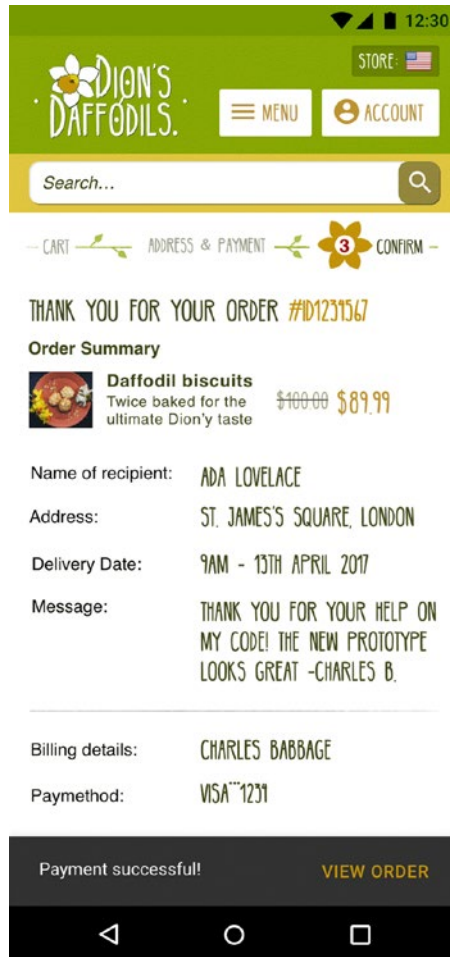 12:30
DION'S
DAFFODILS.
STORE:
MENU
ACCOUNT
Search...
CART
ADDRESS & PAYMENT
3
CONFIRM
THANK YOU FOR YOUR ORDER #ID1239567
Order Summary
Daffodil biscuits
Twice baked for the
ultimate Dion'y taste
$100.00 $89.99
Name of recipient: ADA LOVELACE
Address: ST. JAMES'S SQUARE, LONDON
Delivery Date: 9AM - 13TH APRIL 2017
Message: THANK YOU FOR YOUR HELP ON
MY CODE! THE NEW PROTOTYPE
LOOKS GREAT -CHARLES B.
Billing details: CHARLES BABBAGE
Paymethod: VISA***1239
Payment successful!
VIEW ORDER